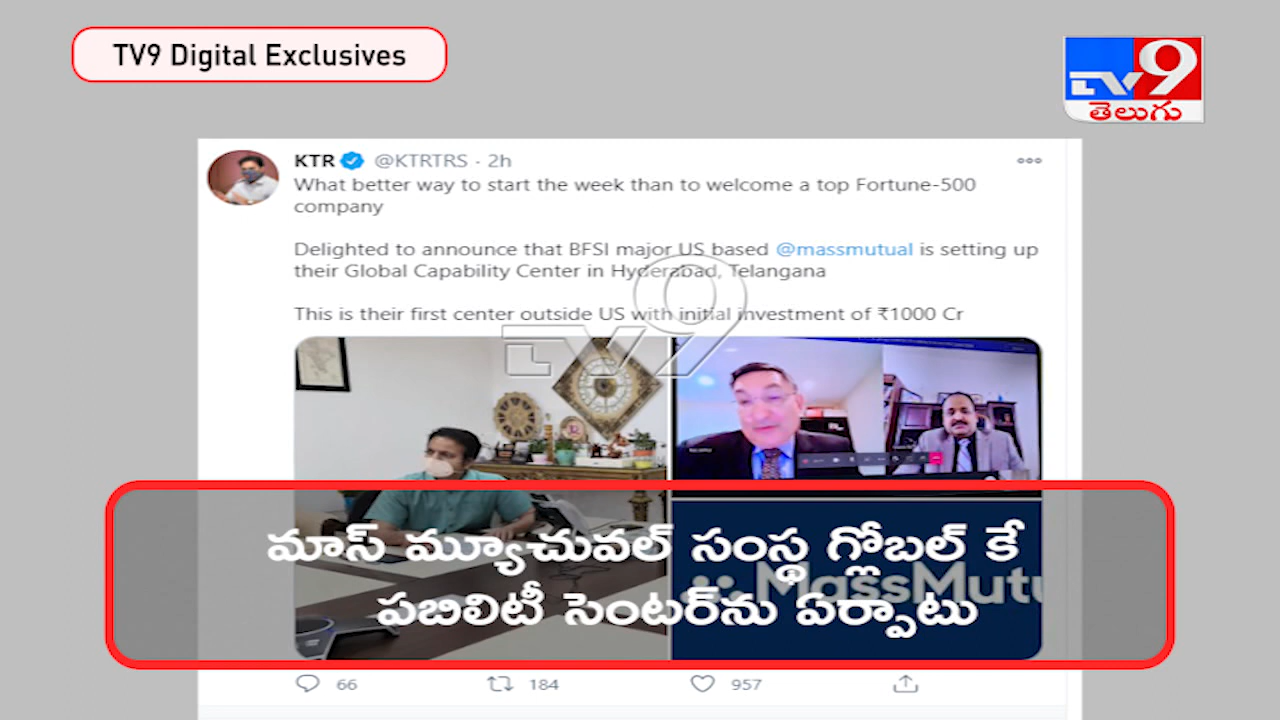 TV9 Digital Exclusives
TV9
తెలుగు
KTR @KTRTRS · 2h
What better way to start the week than to welcome a top Fortune-500
company
Delighted to announce that BFSI major US based @massmutual is setting up
their Global Capability Center in Hyderabad, Telangana
This is their first center outside US with initial investment of ₹1000 Cr
TV9
మాస్ మ్యూచువల్ సంస్థ గ్లోబల్ కే
పబిలిటీ సెంటర్‌ను ఏర్పాటు
MassMutu
66 184 957